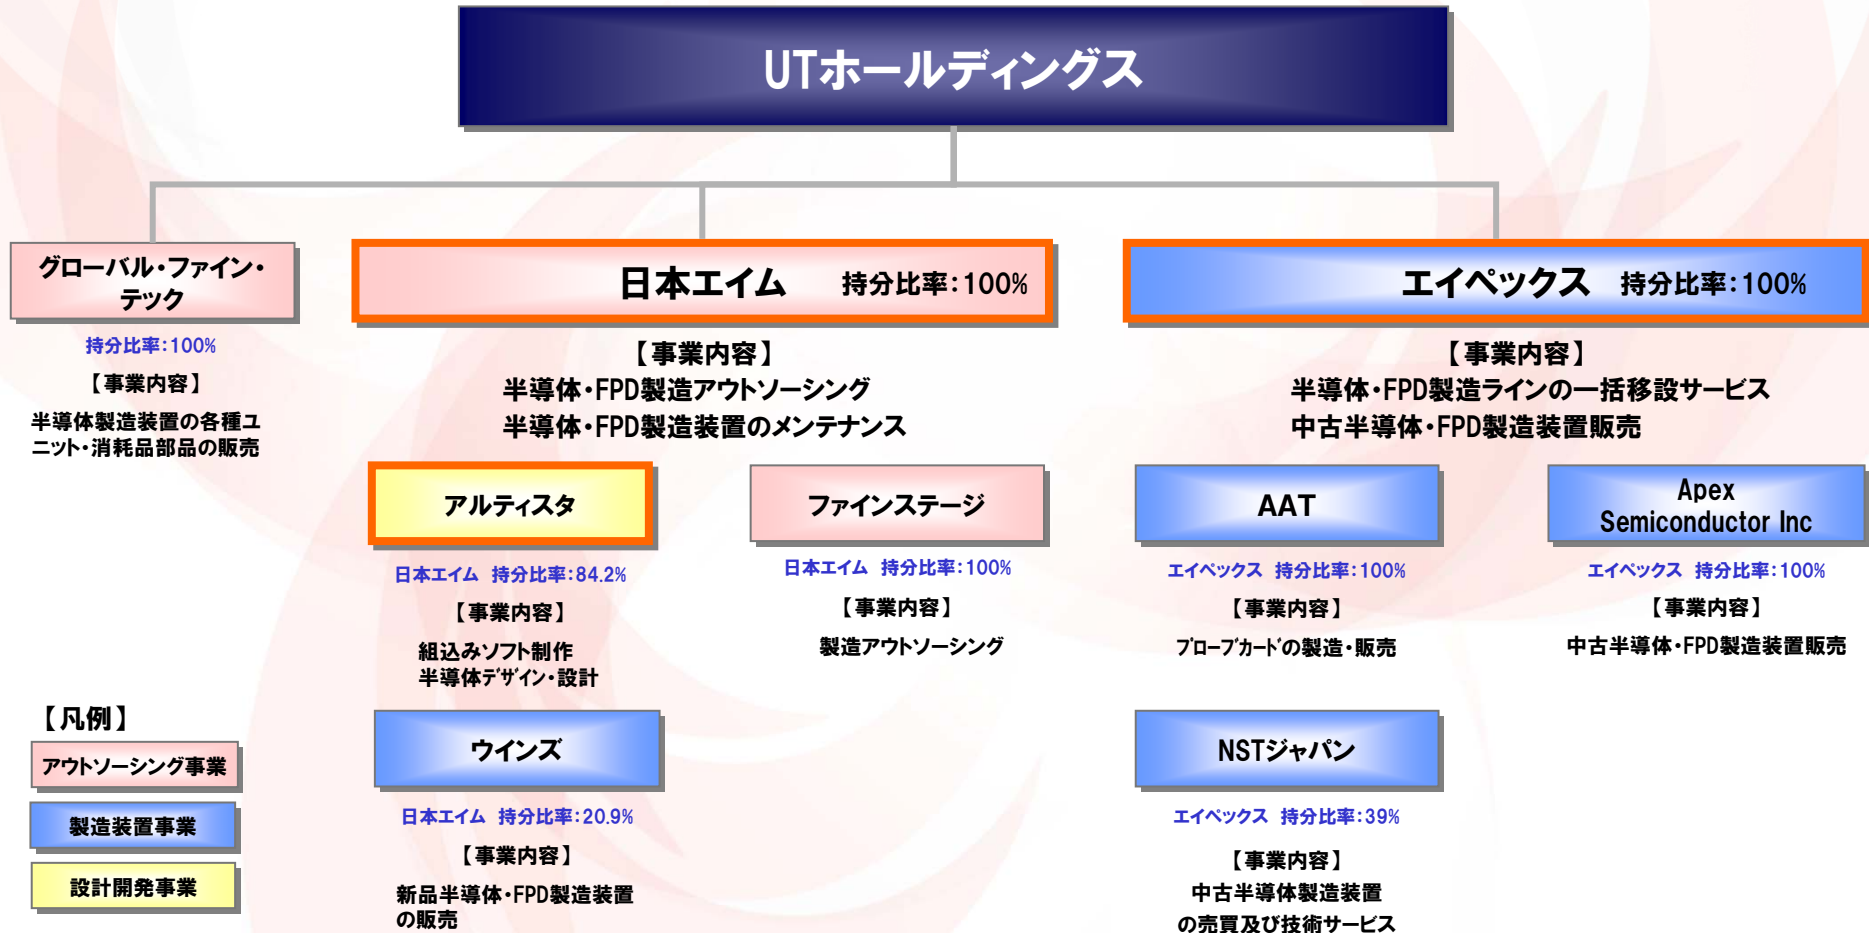 UTホールディングス
グローバル・ファイン・
テック
持分比率:100%
【事業内容】
半導体製造装置の各種ユ
ニット・消耗品部品の販売
日本エイム 持分比率:100%
【事業内容】
半導体・FPD製造アウトソーシング
半導体・FPD製造装置のメンテナンス
エイペックス 持分比率:100%
【事業内容】
半導体・FPD製造ラインの一括移設サービス
中古半導体・FPD製造装置販売
アルティスタ
日本エイム 持分比率:84.2%
【事業内容】
組込みソフト制作
半導体デザイン・設計
ファインステージ
日本エイム 持分比率:100%
【事業内容】
製造アウトソーシング
AAT
エイペックス 持分比率:100%
【事業内容】
プローブカードの製造・販売
Apex
Semiconductor Inc
エイペックス 持分比率:100%
【事業内容】
中古半導体・FPD製造装置販売
ウインズ
日本エイム 持分比率:20.9%
【事業内容】
新品半導体・FPD製造装置
の販売
NSTジャパン
エイペックス 持分比率:39%
【事業内容】
中古半導体製造装置
の売買及び技術サービス
【凡例】
アウトソーシング事業
製造装置事業
設計開発事業